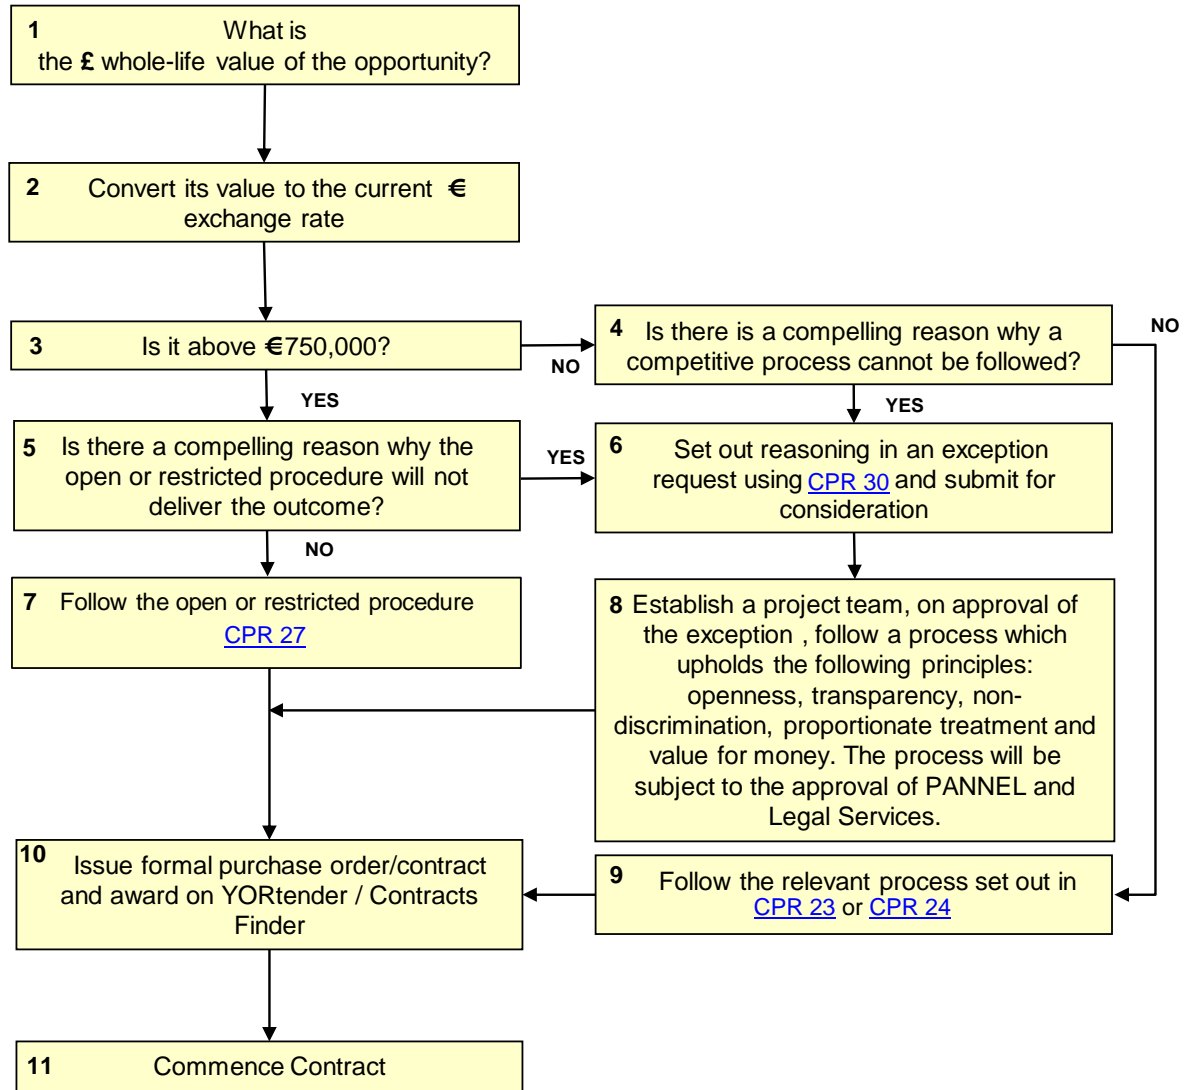 1 What is
the £ whole-life value of the opportunity?
2 Convert its value to the current €
exchange rate
3 Is it above €750,000?
NO
YES
4 Is there is a compelling reason why a
competitive process cannot be followed?
NO
YES
5 Is there a compelling reason why the
open or restricted procedure will not
deliver the outcome?
YES
NO
6 Set out reasoning in an exception
request using CPR 30 and submit for
consideration
7 Follow the open or restricted procedure
CPR 27
8 Establish a project team, on approval of
the exception , follow a process which
upholds the following principles:
openness, transparency, non-
discrimination, proportionate treatment and
value for money. The process will be
subject to the approval of PANNEL and
Legal Services.
9 Follow the relevant process set out in
CPR 23 or CPR 24
10 Issue formal purchase order/contract
and award on YORtender / Contracts
Finder
11 Commence Contract